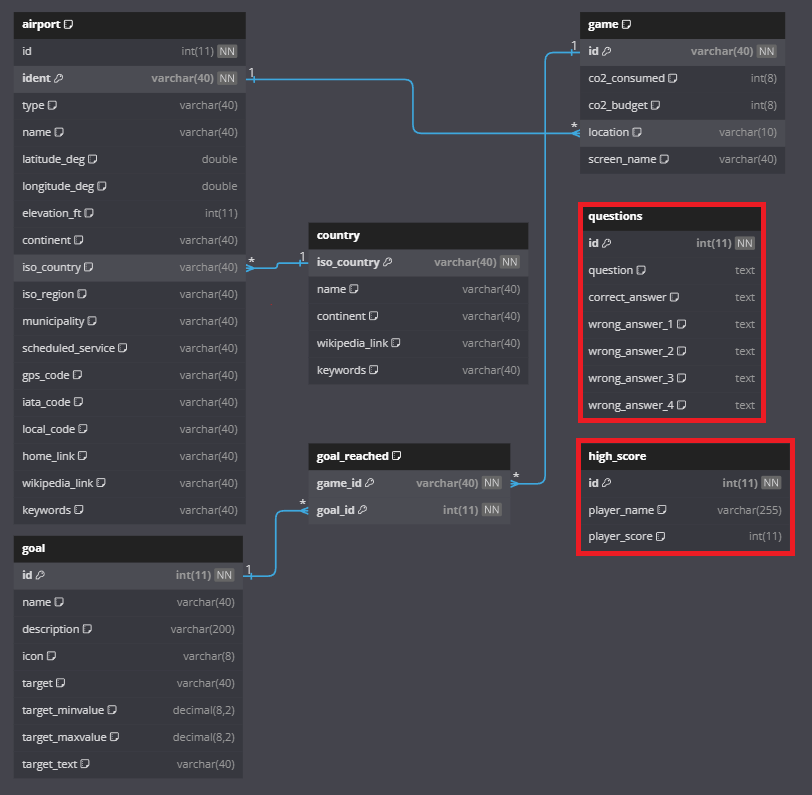 airport
id int(11) NN
ident varchar(40) NN
type varchar(40)
name varchar(40)
latitude_deg double
longitude_deg double
elevation_ft int(11)
continent varchar(40)
iso_country varchar(40)
iso_region varchar(40)
municipality varchar(40)
scheduled_service varchar(40)
gps_code varchar(40)
iata_code varchar(40)
local_code varchar(40)
home_link varchar(40)
wikipedia_link varchar(40)
keywords varchar(40)
goal
id int(11) NN
name varchar(40)
description varchar(200)
icon varchar(8)
target varchar(40)
target_minvalue decimal(8,2)
target_maxvalue decimal(8,2)
target_text varchar(40)
1
*
1
country
iso_country varchar(40) NN
name varchar(40)
continent varchar(40)
wikipedia_link varchar(40)
keywords varchar(40)
1
*
goal_reached
game_id varchar(40) NN
goal_id int(11) NN
*
1
*
game
id varchar(40) NN
co2_consumed int(8)
co2_budget int(8)
location varchar(10)
screen_name varchar(40)
questions
id int(11) NN
question text
correct_answer text
wrong_answer_1 text
wrong_answer_2 text
wrong_answer_3 text
wrong_answer_4 text
high_score
id int(11) NN
player_name varchar(255)
player_score int(11)